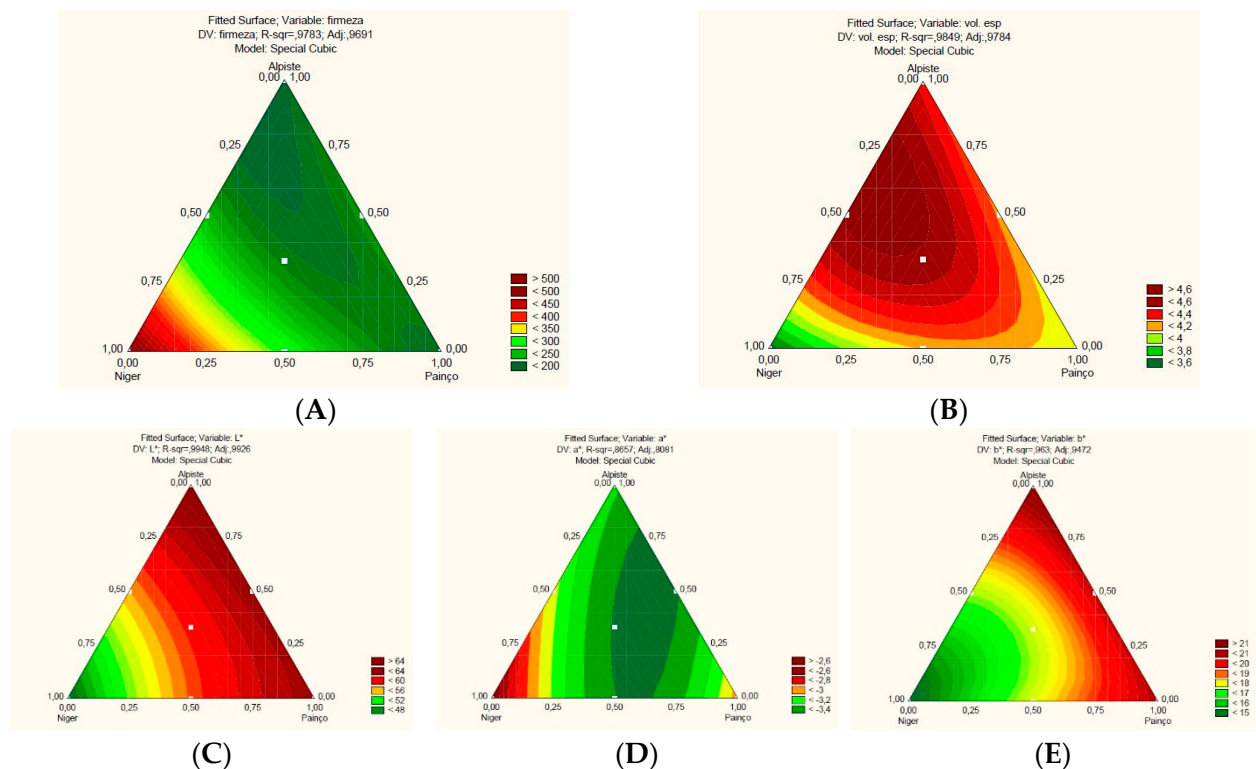 Fitted Surface; Variable: firmeza
DV: firmeza; R-sqr=,9783; Adj:,9691
Model: Special Cubic
Alpiste
0,00 1,00
0,25 0,75
0,50 0,50
0,75 0,25
1,00 0,00
0,00 0,25 0,50 0,75 1,00
Niger Painço
> 500
< 500
< 450
< 400
< 350
< 300
< 250
< 200
(A)
Fitted Surface; Variable: vol. esp
DV: vol. esp; R-sqr=,9849; Adj:,9784
Model: Special Cubic
Alpiste
0,00 1,00
0,25 0,75
0,50 0,50
0,75 0,25
1,00 0,00
0,00 0,25 0,50 0,75 1,00
Niger Painço
> 4,6
< 4,6
< 4,4
< 4,2
< 4
< 3,8
< 3,6
(B)
Fitted Surface; Variable: L*
DV: L*; R-sqr=,9948; Adj:,9926
Model: Special Cubic
Alpiste
0,00 1,00
0,25 0,75
0,50 0,50
0,75 0,25
1,00 0,00
0,00 0,25 0,50 0,75 1,00
Niger Painço
> 64
< 64
< 60
< 56
< 52
< 48
(C)
Fitted Surface; Variable: a*
DV: a*; R-sqr=,8657; Adj:,8081
Model: Special Cubic
Alpiste
0,00 1,00
0,25 0,75
0,50 0,50
0,75 0,25
1,00 0,00
0,00 0,25 0,50 0,75 1,00
Niger Painço
> -2,6
< -2,6
< -2,8
< -3
< -3,2
< -3,4
(D)
Fitted Surface; Variable: b*
DV: b*; R-sqr=,963; Adj:,9472
Model: Special Cubic
Alpiste
0,00 1,00
0,25 0,75
0,50 0,50
0,75 0,25
1,00 0,00
0,00 0,25 0,50 0,75 1,00
Niger Painço
> 21
< 21
< 20
< 19
< 18
< 17
< 16
< 15
(E)